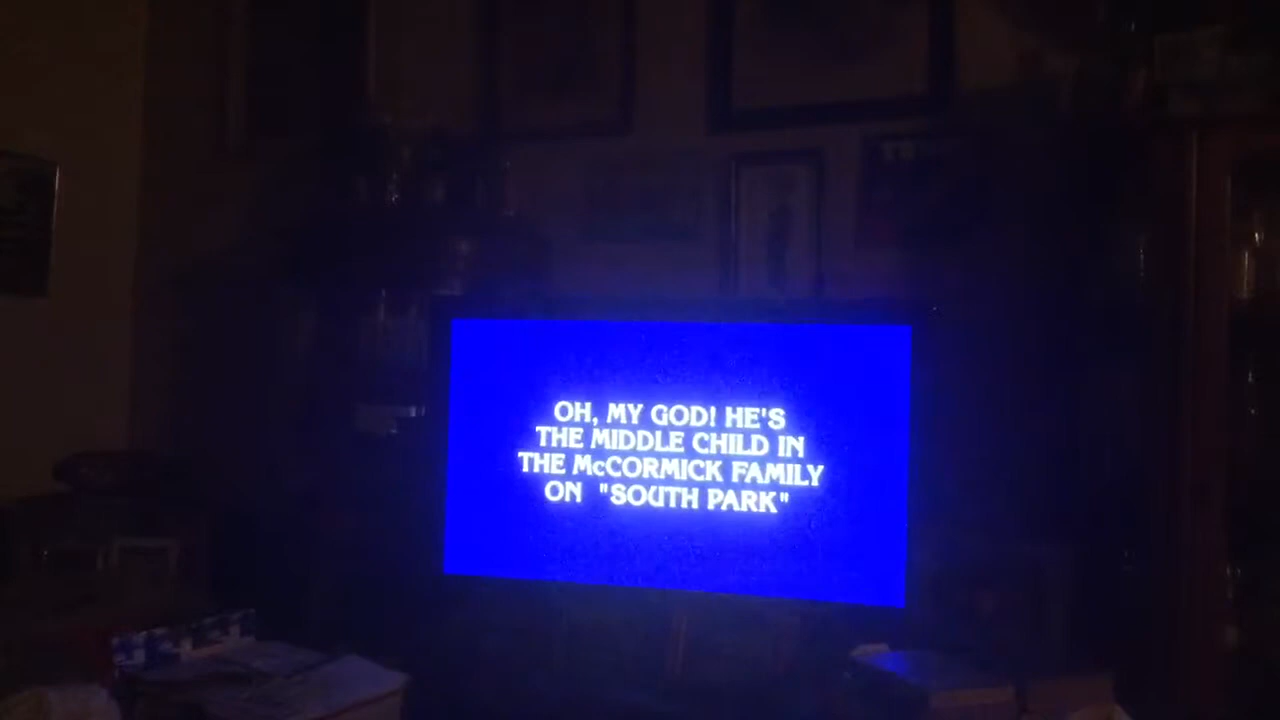 OH, MY GOD! HE'S
THE MIDDLE CHILD IN
THE McCORMICK FAMILY
ON "SOUTH PARK"